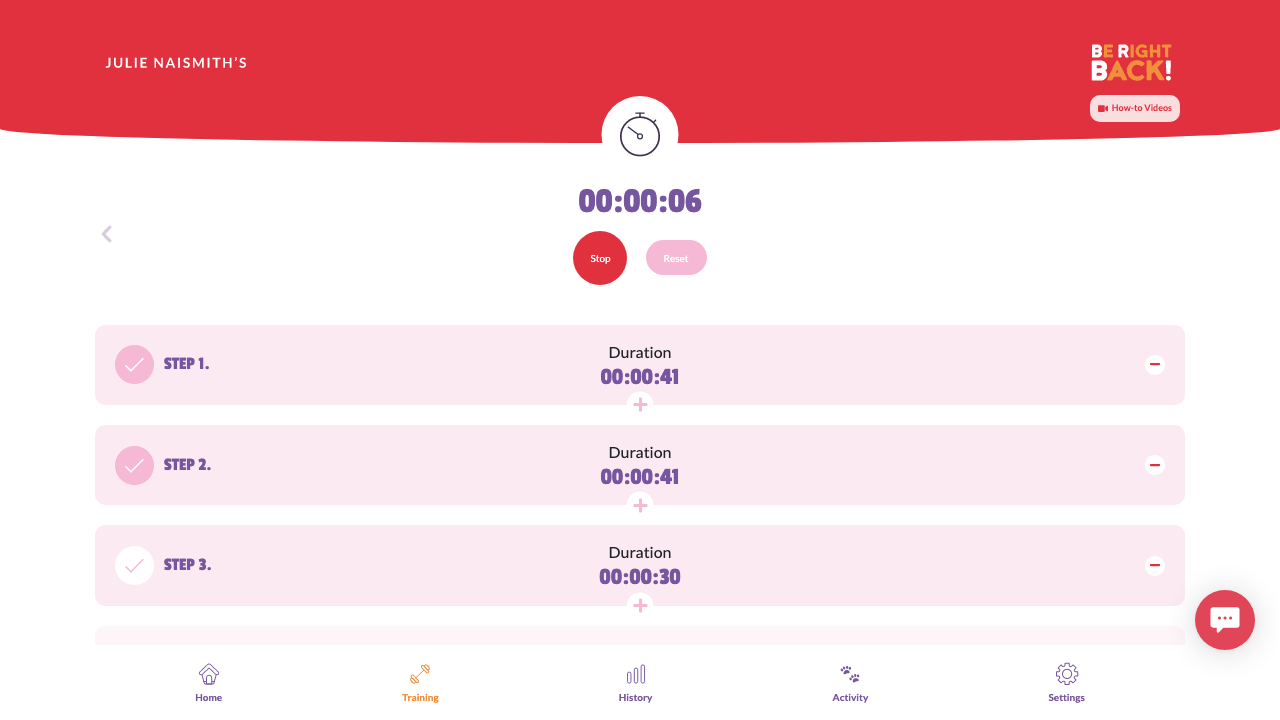 JULIE NAISMITH'S
BE RIGHT
BACK!
How-to Videos
00:00:06
Stop
Reset
STEP 1.
Duration
00:00:41
STEP 2.
Duration
00:00:41
STEP 3.
Duration
00:00:30
Home
Training
History
Activity
Settings